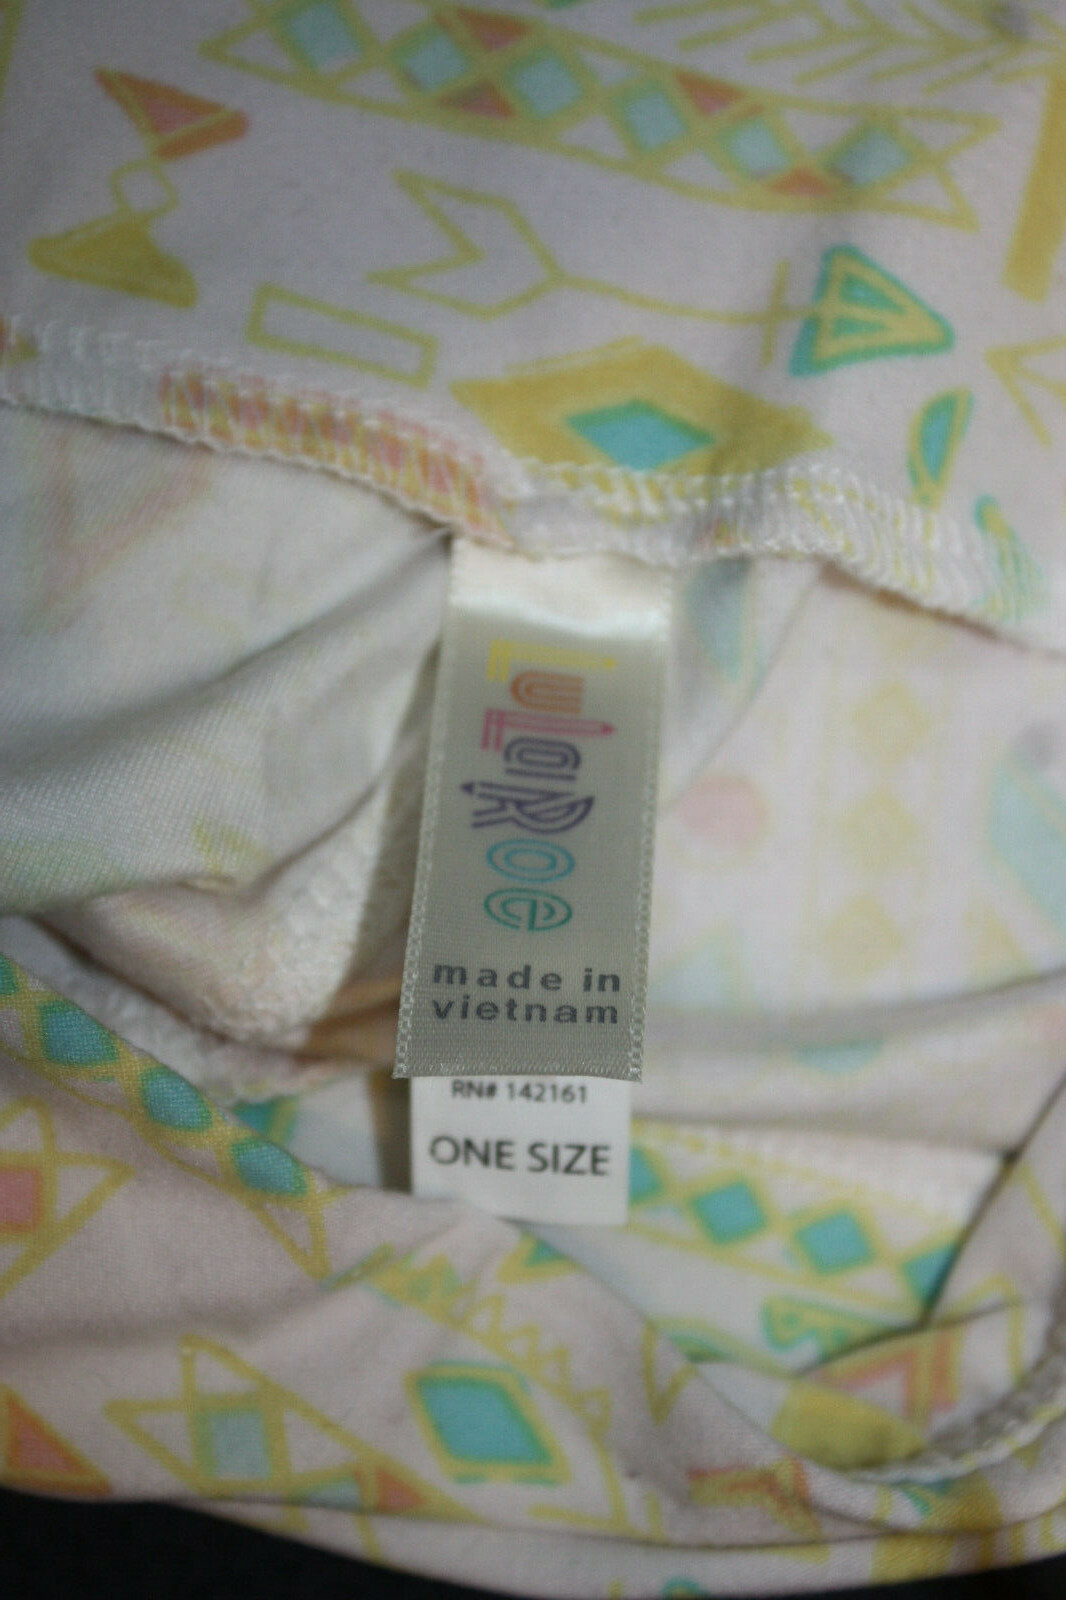 LuLaRoe
made in
vietnam
RN# 142161
ONE SIZE